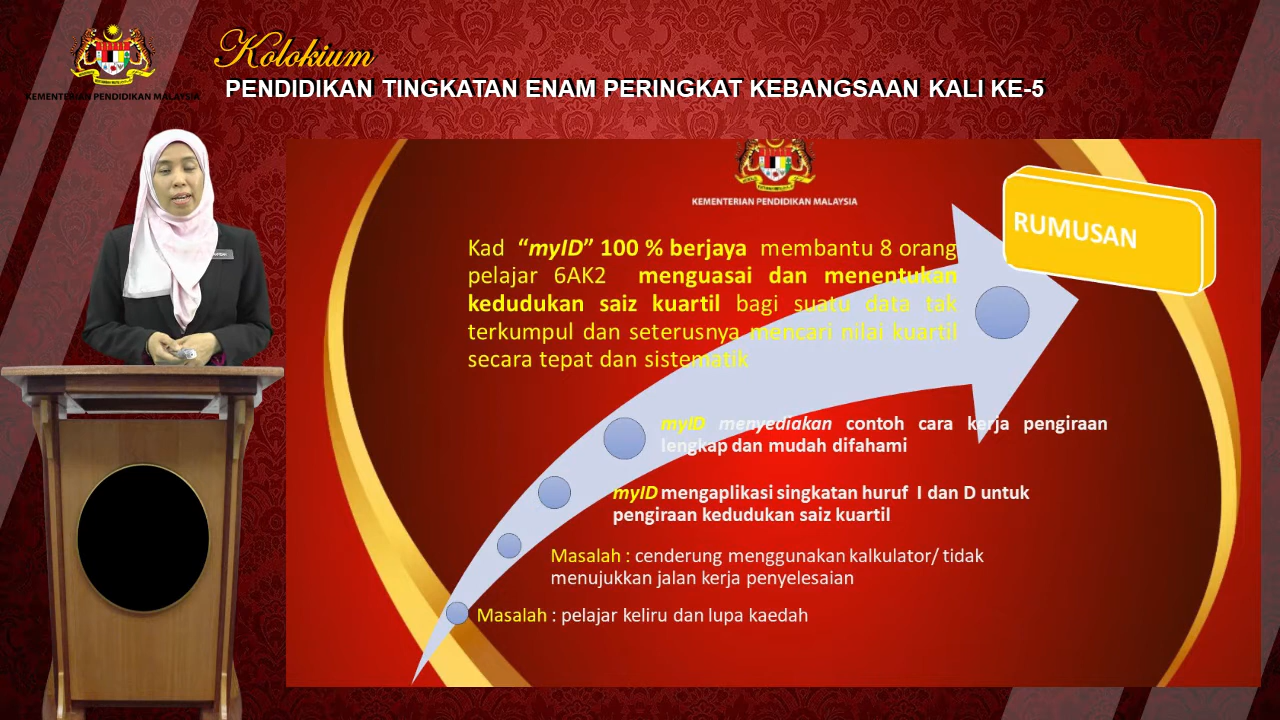 Kolokium
KEMENTERIAN PENDIDIKAN MALAYSIA
PENDIDIKAN TINGKATAN ENAM PERINGKAT KEBANGSAAN KALI KE-5
KEMENTERIAN PENDIDIKAN MALAYSIA
RUMUSAN
Kad “myID” 100 % berjaya membantu 8 orang
pelajar 6AK2 menguasai dan menentukan
kedudukan saiz kuartil bagi suatu data tak
terkumpul dan seterusnya mencari nilai kuartil
secara tepat dan sistematik
myID menyediakan contoh cara kerja pengiraan
lengkap dan mudah difahami
myID mengaplikasi singkatan huruf I dan D untuk
pengiraan kedudukan saiz kuartil
Masalah : cenderung menggunakan kalkulator/ tidak
menujukkan jalan kerja penyelesaian
Masalah : pelajar keliru dan lupa kaedah